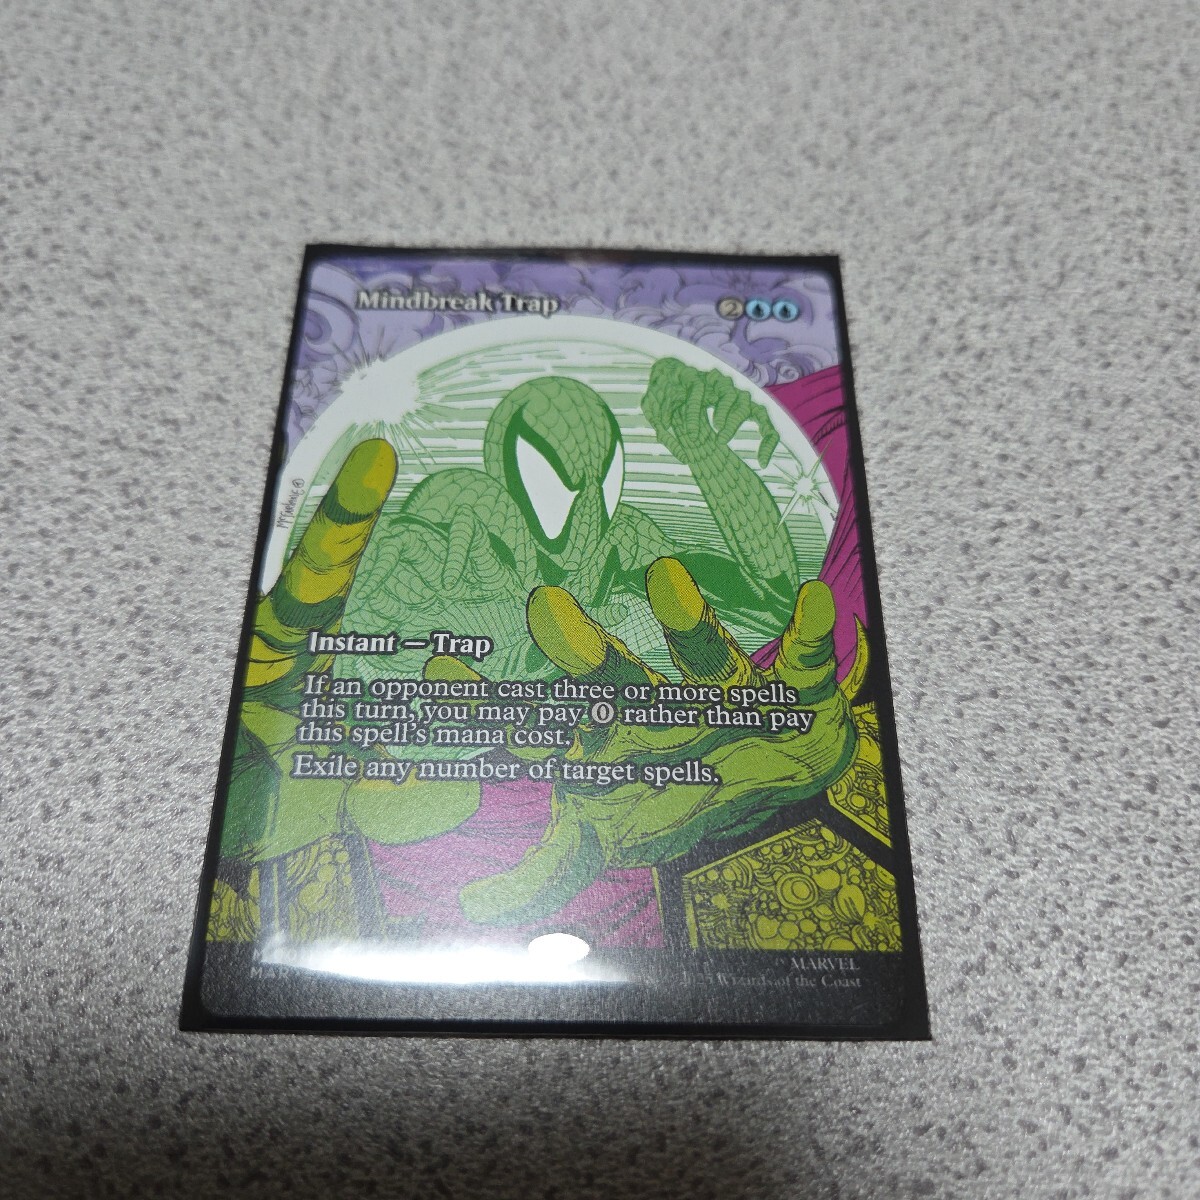 Mindbreak Trap 2
McFARLANE
Instant — Trap
If an opponent cast three or more spells
this turn, you may pay 0 rather than pay
this spell's mana cost.
Exile any number of target spells.
MARVEL
Wizards of the Coast